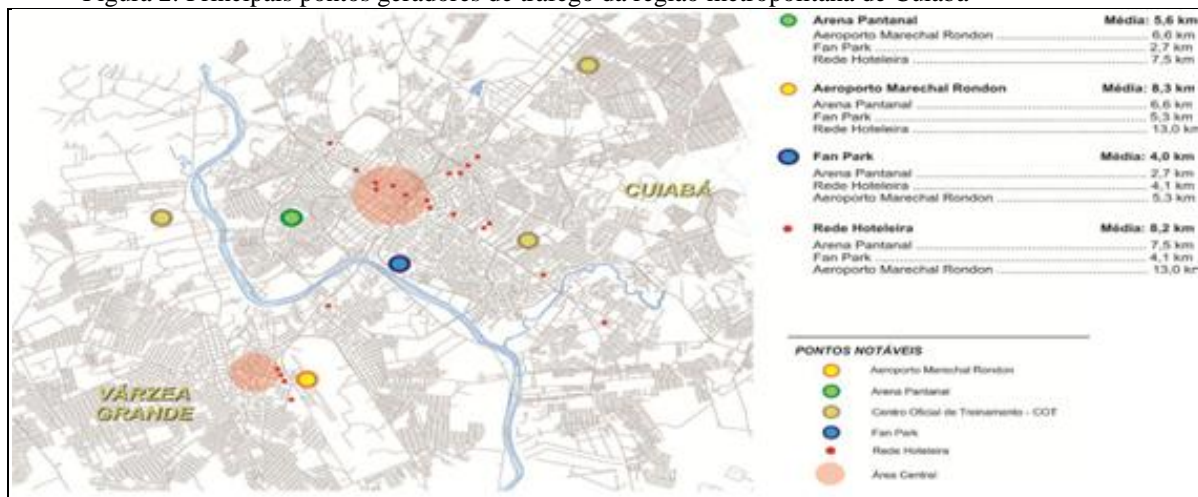 Figura 2: Principais pontos geradores de tráfego da região metropolitana de Cuiabá
Arena Pantanal Média: 5,6 km
Aeroporto Marechal Rondon 6,6 km
Fan Park 2,7 km
Rede Hoteleira 7,5 km
Aeroporto Marechal Rondon Média: 8,3 km
Arena Pantanal 6,6 km
Fan Park 5,3 km
Rede Hoteleira 13,0 km
Fan Park Média: 4,0 km
Arena Pantanal 2,7 km
Rede Hoteleira 4,1 km
Aeroporto Marechal Rondon 5,3 km
Rede Hoteleira Média: 8,2 km
Arena Pantanal 7,5 km
Fan Park 4,1 km
Aeroporto Marechal Rondon 13,0 km
CUIABÁ
VÁRZEA
GRANDE
PONTOS NOTÁVEIS
Aeroporto Marechal Rondon
Arena Pantanal
Centro Oficial de Treinamento - COT
Fan Park
Rede Hoteleira
Área Central